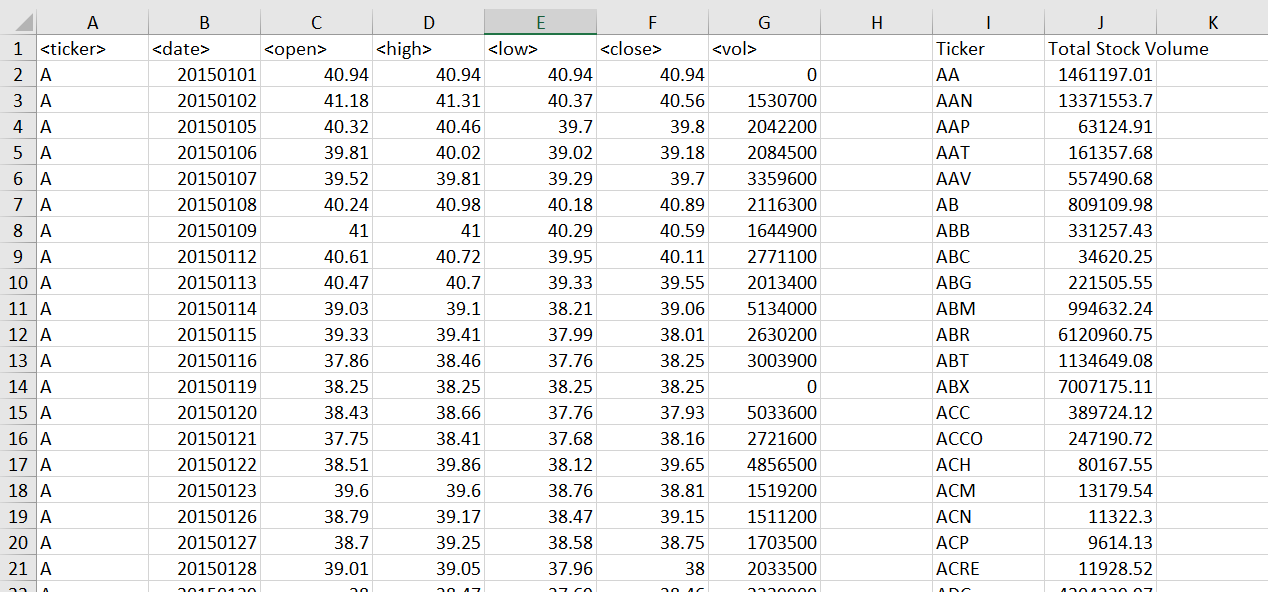 A B C D E F G H I J K
1 <ticker> <date> <open> <high> <low> <close> <vol> Ticker Total Stock Volume
2 A 20150101 40.94 40.94 40.94 40.94 0 AA 1461197.01
3 A 20150102 41.18 41.31 40.37 40.56 1530700 AAN 13371553.7
4 A 20150105 40.32 40.46 39.7 39.8 2042200 AAP 63124.91
5 A 20150106 39.81 40.02 39.02 39.18 2084500 AAT 161357.68
6 A 20150107 39.52 39.81 39.29 39.7 3359600 AAV 557490.68
7 A 20150108 40.24 40.98 40.18 40.89 2116300 AB 809109.98
8 A 20150109 41 41 40.29 40.59 1644900 ABB 331257.43
9 A 20150112 40.61 40.72 39.95 40.11 2771100 ABC 34620.25
10 A 20150113 40.47 40.7 39.33 39.55 2013400 ABG 221505.55
11 A 20150114 39.03 39.1 38.21 39.06 5134000 ABM 994632.24
12 A 20150115 39.33 39.41 37.99 38.01 2630200 ABR 6120960.75
13 A 20150116 37.86 38.46 37.76 38.25 3003900 ABT 1134649.08
14 A 20150119 38.25 38.25 38.25 38.25 0 ABX 7007175.11
15 A 20150120 38.43 38.66 37.76 37.93 5033600 ACC 389724.12
16 A 20150121 37.75 38.41 37.68 38.16 2721600 ACCO 247190.72
17 A 20150122 38.51 39.86 38.12 39.65 4856500 ACH 80167.55
18 A 20150123 39.6 39.6 38.76 38.81 1519200 ACM 13179.54
19 A 20150126 38.79 39.17 38.47 39.15 1511200 ACN 11322.3
20 A 20150127 38.7 39.25 38.58 38.75 1703500 ACP 9614.13
21 A 20150128 39.01 39.05 37.96 38 2033500 ACRE 11928.52